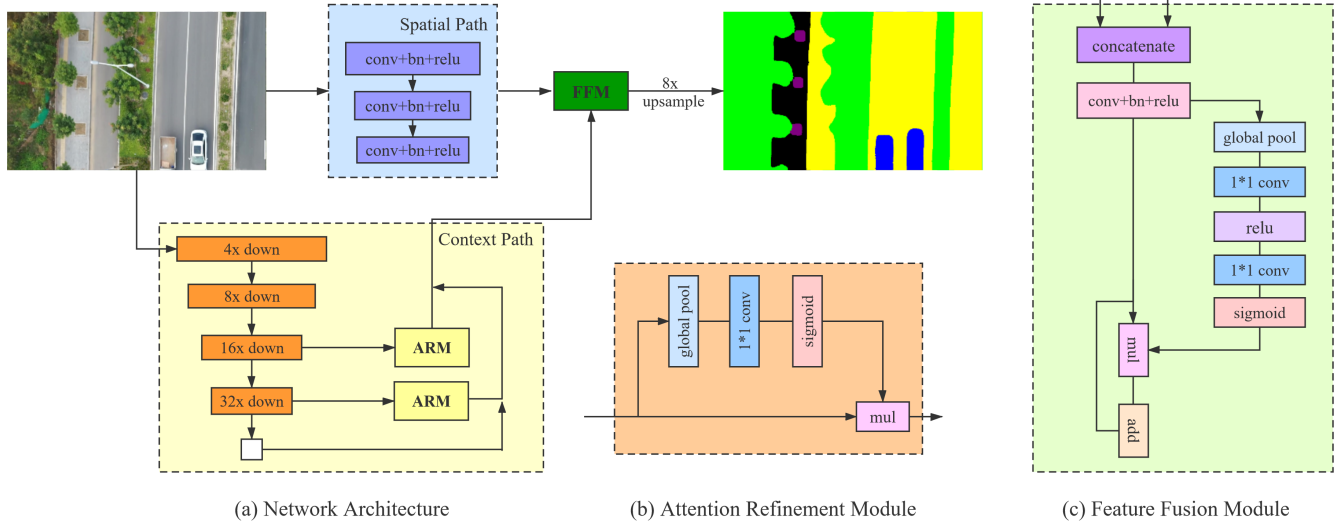 Spatial Path
conv+bn+relu
conv+bn+relu
conv+bn+relu
FFM
8x
upsample
Context Path
4x down
8x down
16x down
32x down
ARM
ARM
(a) Network Architecture
global pool
1*1 conv
sigmoid
mul
(b) Attention Refinement Module
concatenate
conv+bn+relu
global pool
1*1 conv
relu
1*1 conv
sigmoid
mul
add
(c) Feature Fusion Module